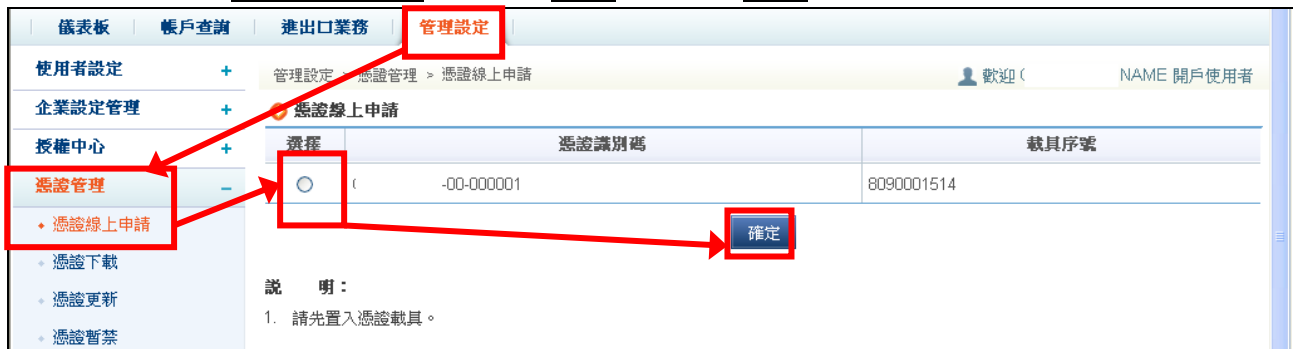 儀表板 帳戶查詢 進出口業務 管理設定
使用者設定 +
企業設定管理 +
授權中心 +
憑證管理 -
憑證線上申請
憑證下載
憑證更新
憑證暫禁
管理設定 > 憑證管理 > 憑證線上申請
歡迎 ( NAME 開戶使用者
憑證線上申請
選擇 憑證識別碼 載具序號
( -00-000001 8090001514
確定
說 明：
1. 請先置入憑證載具。